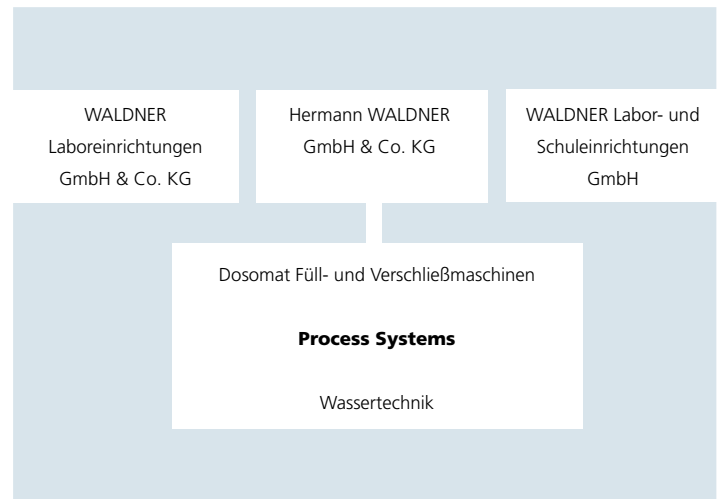 WALDNER
Laboreinrichtungen
GmbH & Co. KG
Hermann WALDNER
GmbH & Co. KG
WALDNER Labor- und
Schuleinrichtungen
GmbH
Dosomat Füll- und Verschließmaschinen
Process Systems
Wassertechnik